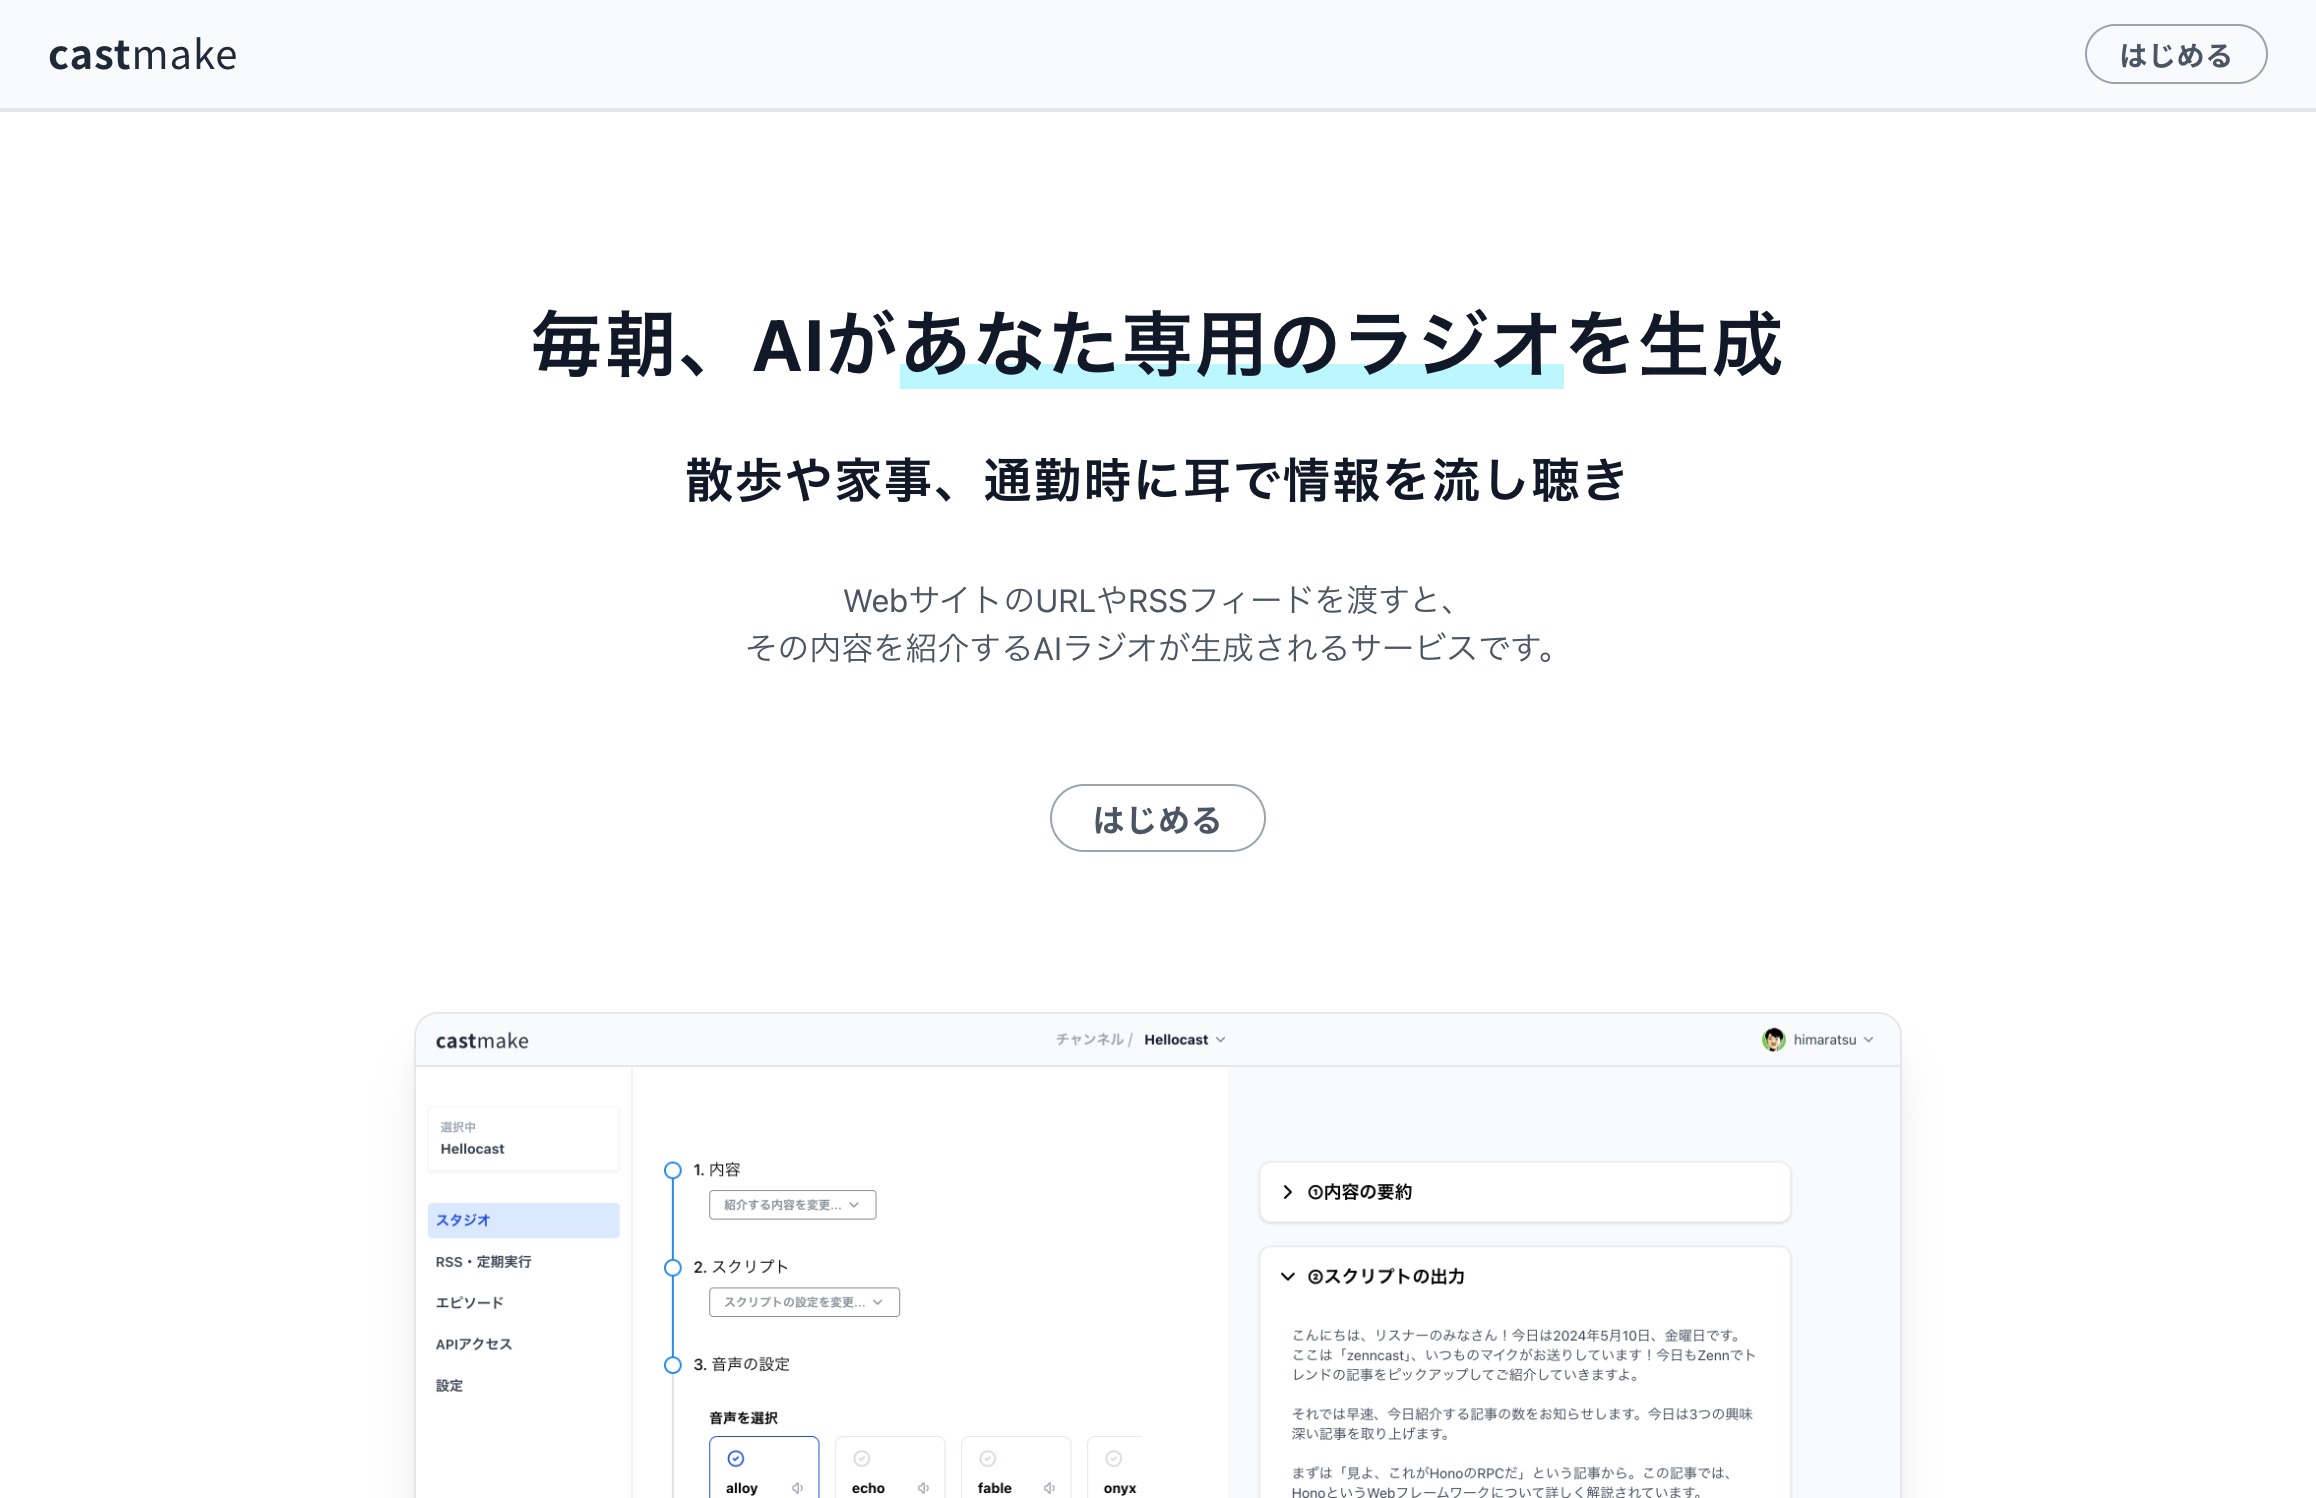 castmake
はじめる
毎朝、AIがあなた専用のラジオを生成
散歩や家事、通勤時に耳で情報を流し聴き
WebサイトのURLやRSSフィードを渡すと、
その内容を紹介するAIラジオが生成されるサービスです。
はじめる
castmake
チャンネル / Hellocast
himaratsu
選択中
Hellocast
スタジオ
RSS・定期実行
エピソード
APIアクセス
設定
1. 内容
紹介する内容を変更...
2. スクリプト
スクリプトの設定を変更...
3. 音声の設定
音声を選択
alloy
echo
fable
onyx
①内容の要約
②スクリプトの出力
こんにちは、リスナーのみなさん！今日は2024年5月10日、金曜日です。
ここは「zenncast」、いつものマイクがお送りしています！今日もZennでト
レンドの記事をピックアップしてご紹介していきますよ。
それでは早速、今日紹介する記事の数をお知らせします。今日は3つの興味
深い記事を取り上げます。
まずは「見よ、これがHonoのRPCだ」という記事から。この記事では、
HonoというWebフレームワークについて詳しく解説されています。